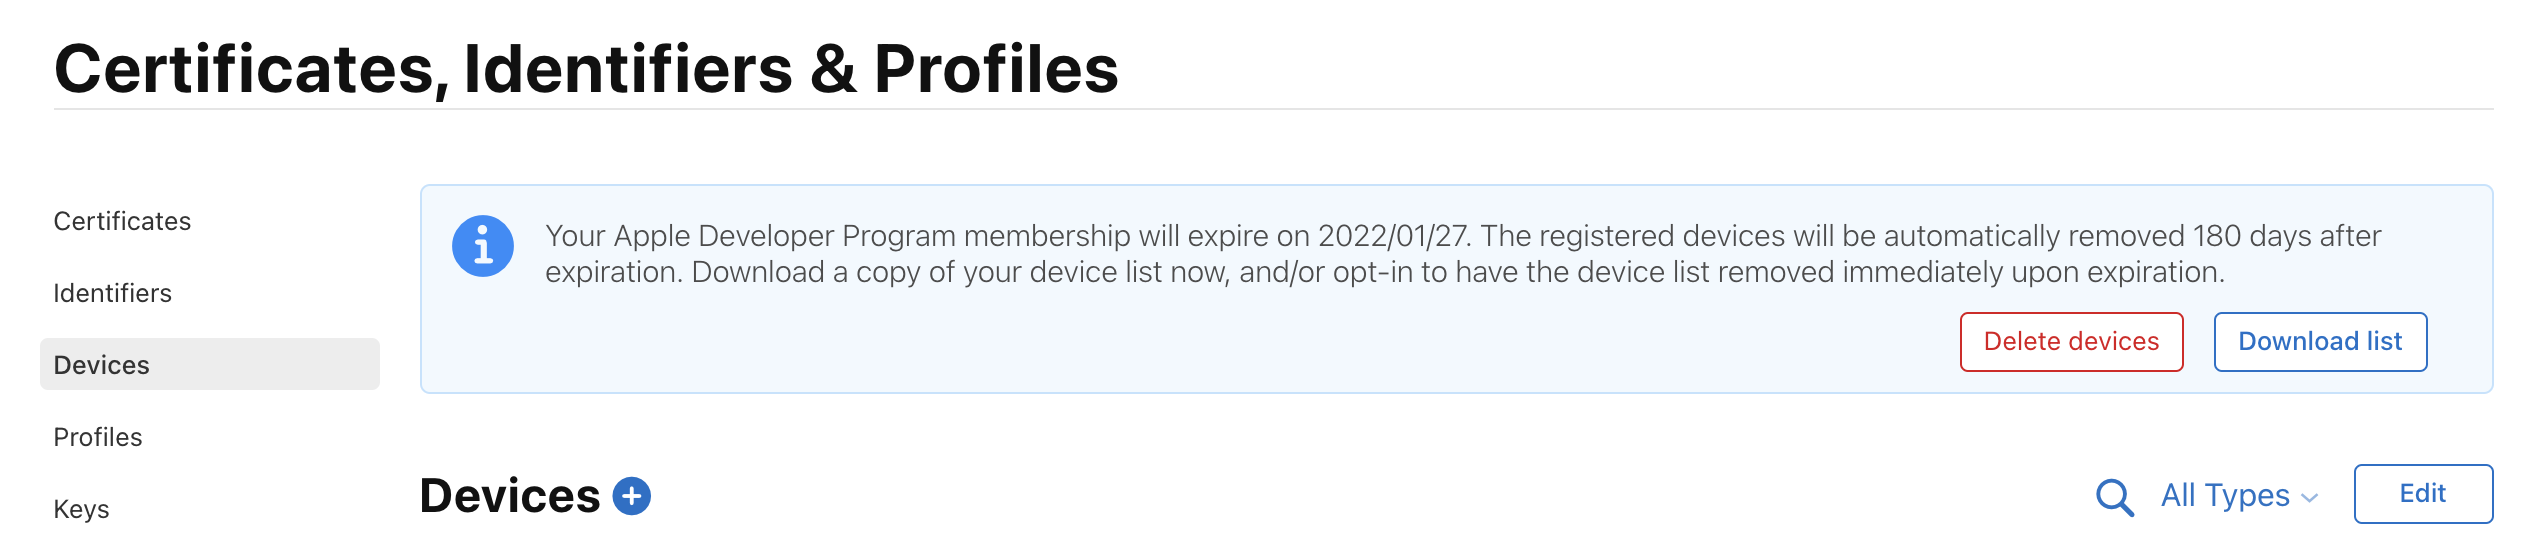 Certificates, Identifiers & Profiles
Certificates
Identifiers
Devices
Profiles
Keys
Your Apple Developer Program membership will expire on 2022/01/27. The registered devices will be automatically removed 180 days after
expiration. Download a copy of your device list now, and/or opt-in to have the device list removed immediately upon expiration.
Delete devices
Download list
Devices
All Types
Edit